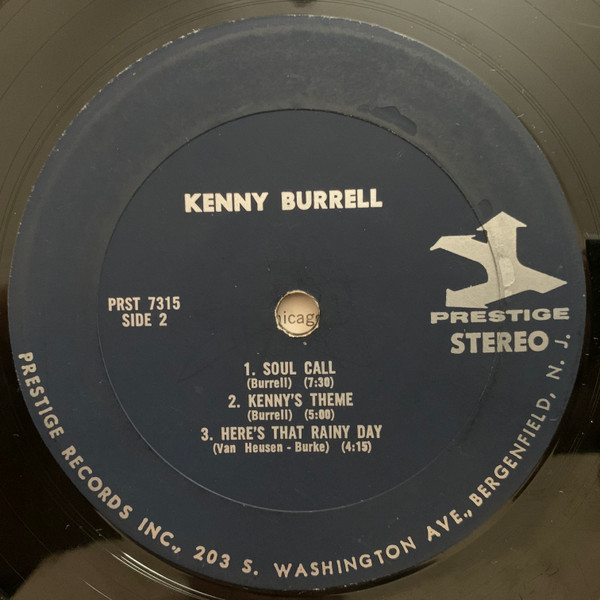 KENNY BURRELL
PRST 7315
SIDE 2
PRESTIGE
STEREO
1. SOUL CALL
(Burrell) (7:30)
2. KENNY'S THEME
(Burrell) (5:00)
3. HERE'S THAT RAINY DAY
(Van Heusen - Burke) (4:15)
PRESTIGE RECORDS INC., 203 S. WASHINGTON AVE., BERGENFIELD, N. J.